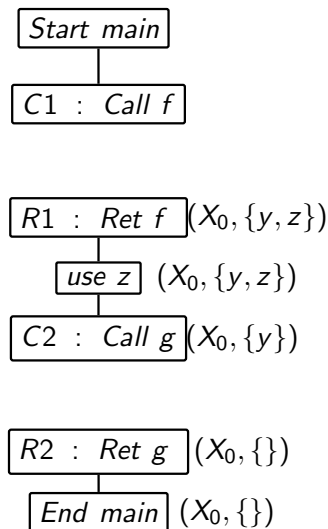 Start main
C1 : Call f
R1 : Ret f (X₀, {y, z})
use z (X₀, {y, z})
C2 : Call g (X₀, {y})
R2 : Ret g (X₀, {})
End main (X₀, {})